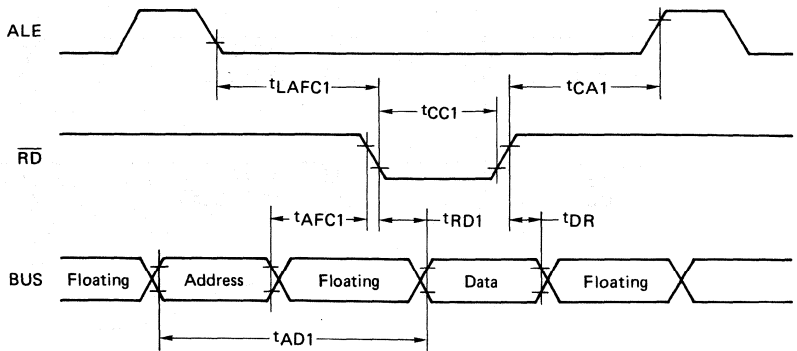 ALE
tLAFC1
tCC1
tCA1
RD
tAFC1
tRD1
tDR
BUS
Floating
Address
Floating
Data
Floating
tAD1